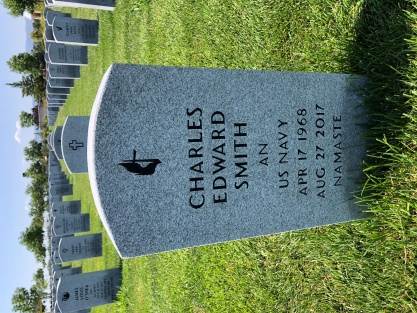 CHARLES
EDWARD
SMITH
AN
US NAVY
APR 17 1968
AUG 27 2017
NAMASTE